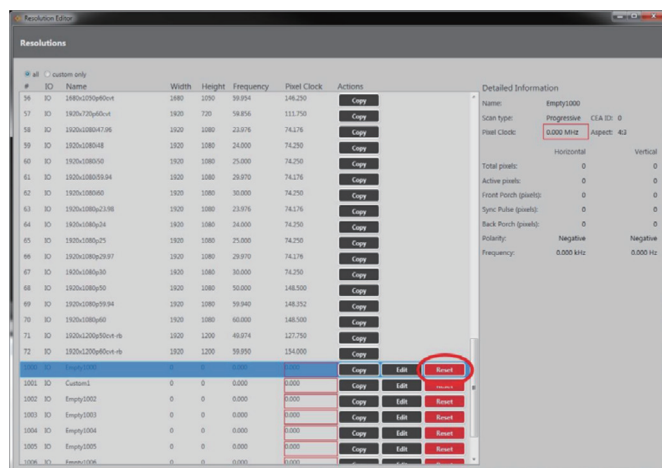 Resolution Editor
Resolutions
all custom only
# IO Name Width Height Frequency Pixel Clock Actions
56 IO 1680x1050p60cvt 1680 1050 59.954 146.250 Copy
57 IO 1920x720p60cvt 1920 720 59.856 111.750 Copy
58 IO 1920x1080i47.96 1920 1080 23.976 74.176 Copy
59 IO 1920x1080i48 1920 1080 24.000 74.250 Copy
60 IO 1920x1080i50 1920 1080 25.000 74.250 Copy
61 IO 1920x1080i59.94 1920 1080 29.970 74.176 Copy
62 IO 1920x1080i60 1920 1080 30.000 74.250 Copy
63 IO 1920x1080p23.98 1920 1080 23.976 74.176 Copy
64 IO 1920x1080p24 1920 1080 24.000 74.250 Copy
65 IO 1920x1080p25 1920 1080 25.000 74.250 Copy
66 IO 1920x1080p29.97 1920 1080 29.970 74.176 Copy
67 IO 1920x1080p30 1920 1080 30.000 74.250 Copy
68 IO 1920x1080p50 1920 1080 50.000 148.500 Copy
69 IO 1920x1080p59.94 1920 1080 59.940 148.352 Copy
70 IO 1920x1080p60 1920 1080 60.000 148.500 Copy
71 IO 1920x1200p50cvt-rb 1920 1200 49.974 127.750 Copy
72 IO 1920x1200p60cvt-rb 1920 1200 59.950 154.000 Copy
1000 IO Empty1000 0 0 0.000 0.000 Copy Edit Reset
1001 IO Custom1 0 0 0.000 0.000 Copy Edit
1002 IO Empty1002 0 0 0.000 0.000 Copy Edit Reset
1003 IO Empty1003 0 0 0.000 0.000 Copy Edit Reset
1004 IO Empty1004 0 0 0.000 0.000 Copy Edit Reset
1005 IO Empty1005 0 0 0.000 0.000 Copy Edit Reset
1006 IO Empty1006 0 0 0.000 0.000 Copy Edit Reset
Detailed Information
Name: Empty1000
Scan type: Progressive CEA ID: 0
Pixel Clock: 0.000 MHz Aspect: 4:3
Horizontal Vertical
Total pixels: 0 0
Active pixels: 0 0
Front Porch (pixels): 0 0
Sync Pulse (pixels): 0 0
Back Porch (pixels): 0 0
Polarity: Negative Negative
Frequency: 0.000 kHz 0.000 Hz